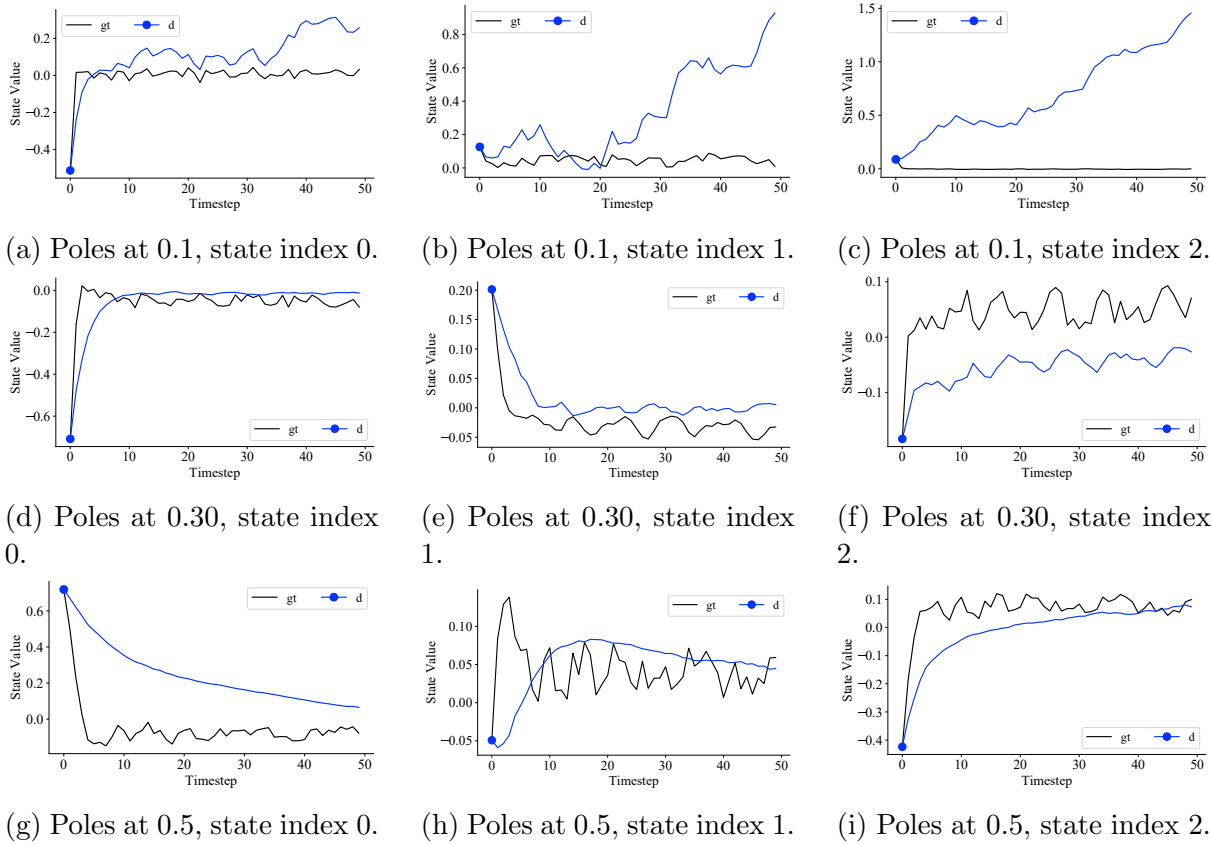 gt d
0.2
0.0
−0.2
−0.4
State Value
0 10 20 30 40 50
Timestep
gt d
0.8
0.6
0.4
0.2
0.0
State Value
0 10 20 30 40 50
Timestep
gt d
1.5
1.0
0.5
0.0
State Value
0 10 20 30 40 50
Timestep
(a) Poles at 0.1, state index 0.
(b) Poles at 0.1, state index 1.
(c) Poles at 0.1, state index 2.
0.0
−0.2
−0.4
−0.6
State Value
gt d
0 10 20 30 40 50
Timestep
0.20
0.15
0.10
0.05
0.00
−0.05
State Value
gt d
0 10 20 30 40 50
Timestep
0.1
0.0
−0.1
State Value
gt d
0 10 20 30 40 50
Timestep
(d) Poles at 0.30, state index
0.
(e) Poles at 0.30, state index
1.
(f) Poles at 0.30, state index
2.
gt d
0.6
0.4
0.2
0.0
State Value
0 10 20 30 40 50
Timestep
gt d
0.10
0.05
0.00
−0.05
State Value
0 10 20 30 40 50
Timestep
0.1
0.0
−0.1
−0.2
−0.3
−0.4
State Value
gt d
0 10 20 30 40 50
Timestep
(g) Poles at 0.5, state index 0.
(h) Poles at 0.5, state index 1.
(i) Poles at 0.5, state index 2.